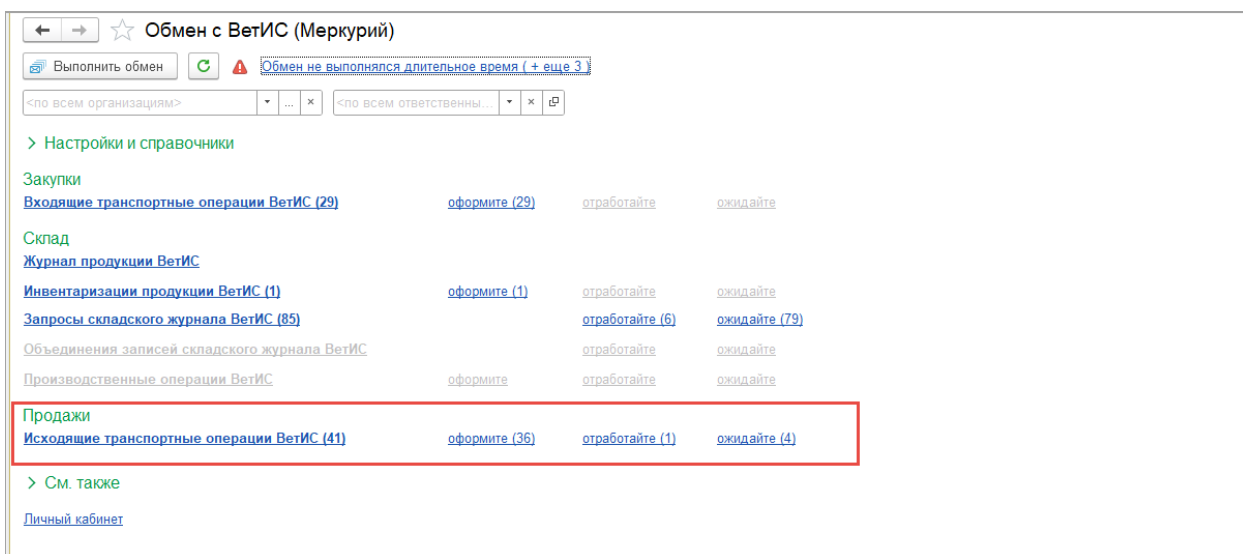 Обмен с ВетИС (Меркурий)
Выполнить обмен Обмен не выполнялся длительное время ( + еще 3 )
<по всем организациям> ... <по всем ответственны...
Настройки и справочники
Закупки
Входящие транспортные операции ВетИС (29) оформите (29) отработайте ожидайте
Склад
Журнал продукции ВетИС
Инвентаризации продукции ВетИС (1) оформите (1) отработайте ожидайте
Запросы складского журнала ВетИС (85) отработайте (6) ожидайте (79)
Объединения записей складского журнала ВетИС отработайте ожидайте
Производственные операции ВетИС оформите отработайте ожидайте
Продажи
Исходящие транспортные операции ВетИС (41) оформите (36) отработайте (1) ожидайте (4)
См. также
Личный кабинет